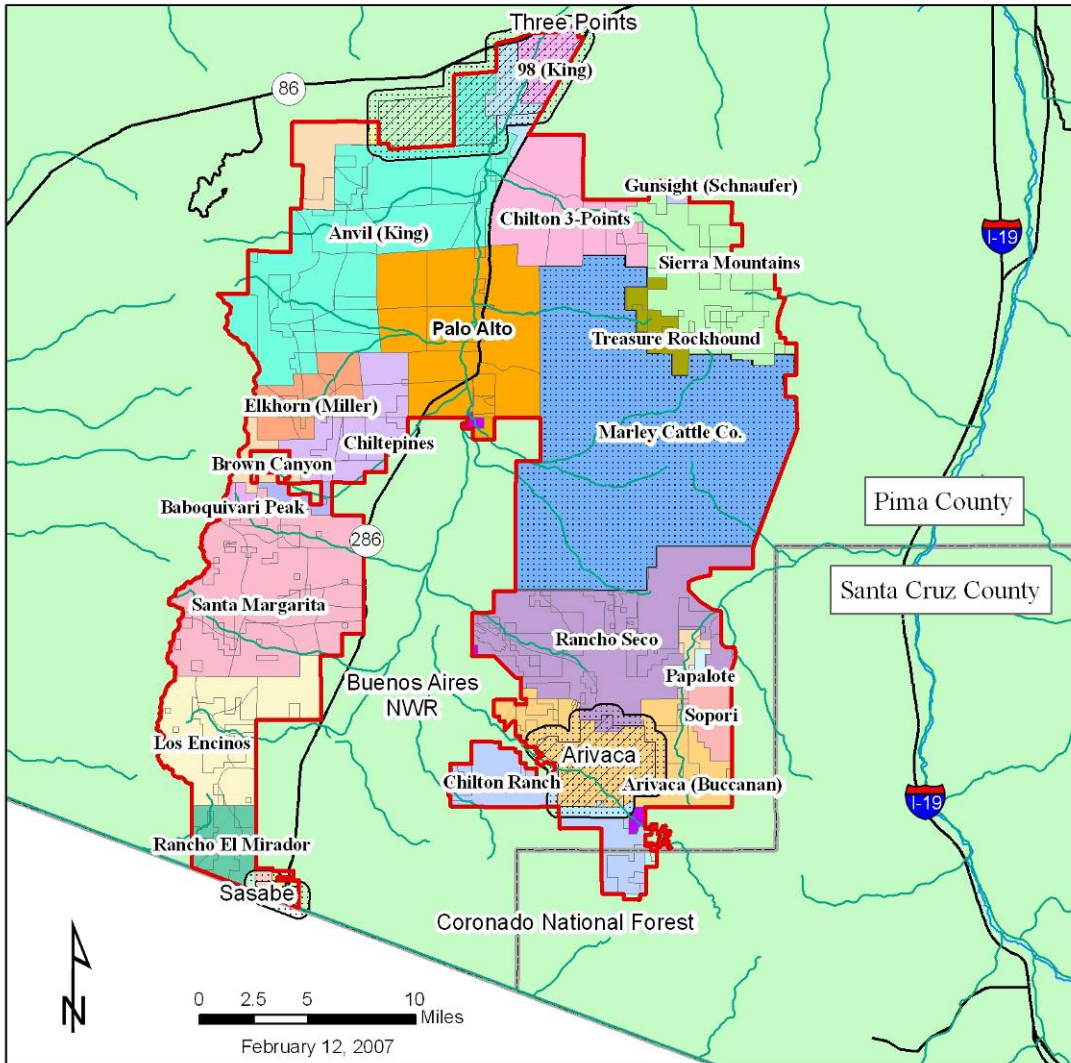 Three Points
98 (King)
86
Gunsight (Schnaufer)
Chilton 3-Points
Anvil (King)
I-19
Sierra Mountains
Palo Alto
Treasure Rockhound
Elkhorn (Miller)
Marley Cattle Co.
Chiltepines
Brown Canyon
Baboquivari Peak
Pima County
286
Santa Cruz County
Santa Margarita
Rancho Seco
Papalote
Buenos Aires
NWR
Sopori
Los Encinos
Arivaca
Chilton Ranch
Arivaca (Buccanan)
I-19
Rancho El Mirador
Sasabe
Coronado National Forest
N
0 2.5 5 10
Miles
February 12, 2007